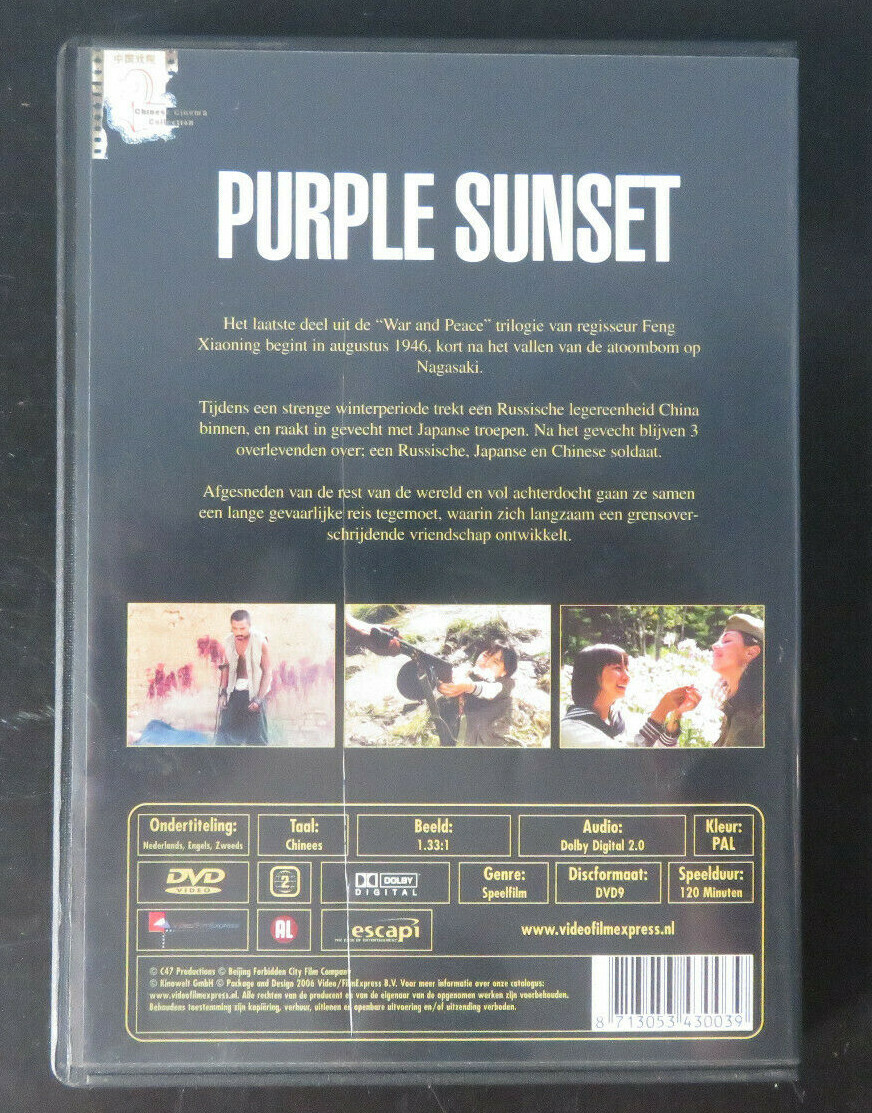 中国戏院
Chinese Cinema
Collection
PURPLE SUNSET
Het laatste deel uit de “War and Peace” trilogie van regisseur Feng
Xiaoning begint in augustus 1946, kort na het vallen van de atoombom op
Nagasaki.
Tijdens een strenge winterperiode trekt een Russische legereenheid China
binnen, en raakt in gevecht met Japanse troepen. Na het gevecht blijven 3
overlevenden over; een Russische, Japanse en Chinese soldaat.
Afgesneden van de rest van de wereld en vol achterdocht gaan ze samen
een lange gevaarlijke reis tegemoet, waarin zich langzaam een grensover-
schrijdende vriendschap ontwikkelt.
Ondertiteling:
Nederlands, Engels, Zweeds
Taal:
Chinees
Beeld:
1.33:1
Audio:
Dolby Digital 2.0
Kleur:
PAL
DVD
VIDEO
2
DOLBY
DIGITAL
Genre:
Speelfilm
Discformaat:
DVD9
Speelduur:
120 Minuten
AL
escapi
www.videofilmexpress.nl
© C47 Productions © Beijing Forbidden City Film Company
© Kinowelt GmbH © Package and Design 2006 Video/FilmExpress B.V. Voor meer informatie over onze catalogus:
www.videofilmexpress.nl. Alle rechten van de producent en van de eigenaar van de opgenomen werken zijn voorbehouden.
Behoudens toestemming zijn kopiëring, verhuur, uitlenen en openbare uitvoering en/of uitzending verboden.
8 713053 430039